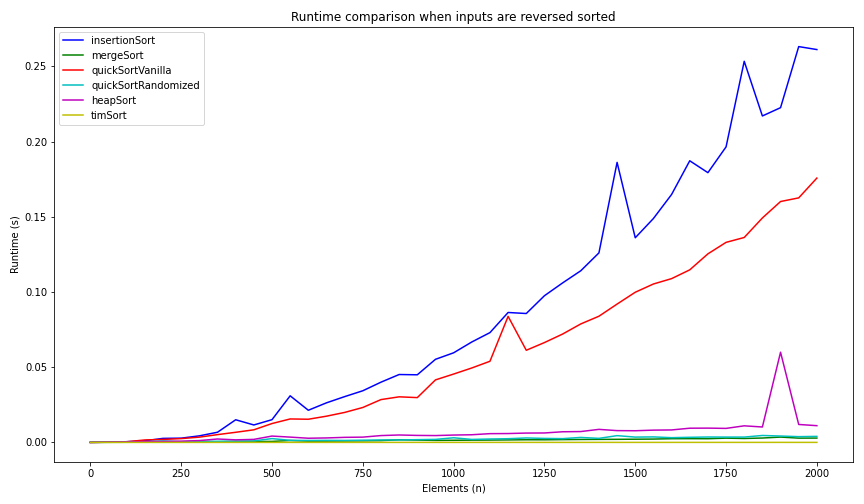 Runtime comparison when inputs are reversed sorted
insertionSort
mergeSort
quickSortVanilla
quickSortRandomized
heapSort
timSort
0.25
0.20
0.15
0.10
0.05
0.00
Runtime (s)
0
250
500
750
1000
1250
1500
1750
2000
Elements (n)